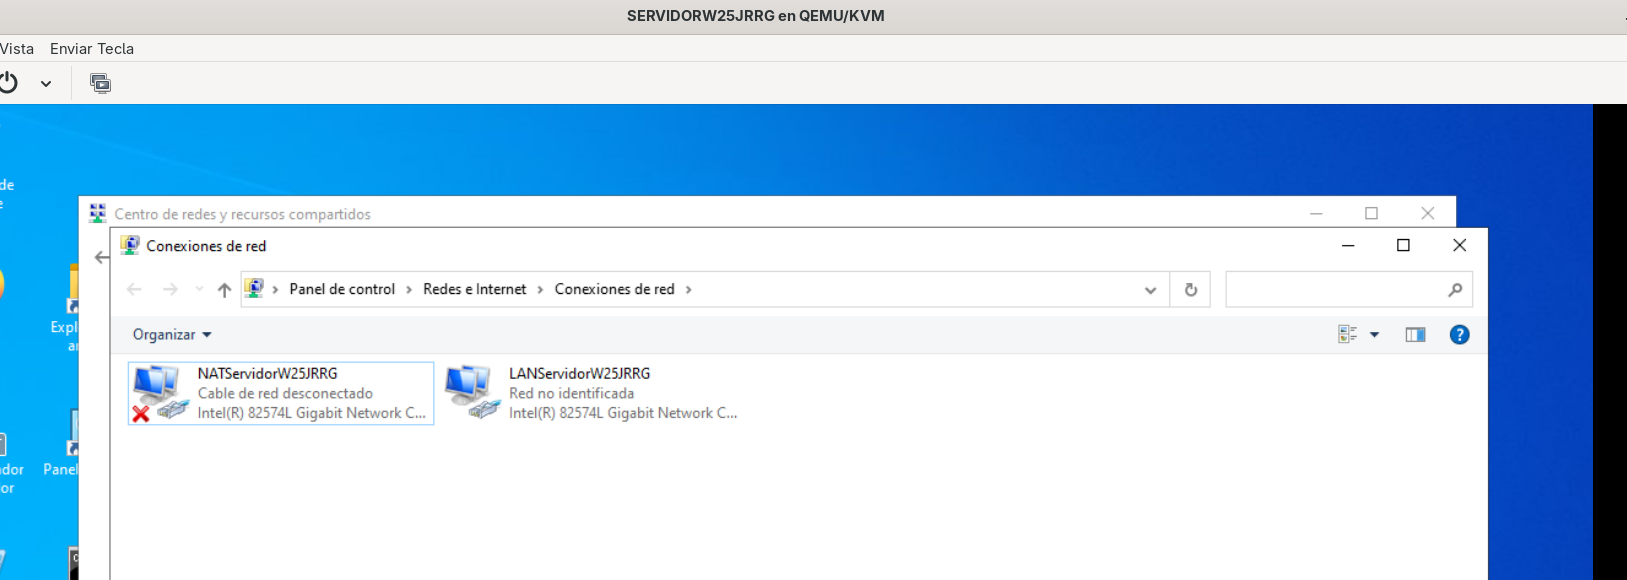 SERVIDORW25JRRG en QEMU/KVM
Vista Enviar Tecla
de
Centro de redes y recursos compartidos
Conexiones de red
Panel de control Redes e Internet Conexiones de red
Expl
Organizar
NATServidorW25JRRG
Cable de red desconectado
Intel(R) 82574L Gigabit Network C...
LANServidorW25JRRG
Red no identificada
Intel(R) 82574L Gigabit Network C...
ador
or
Panel